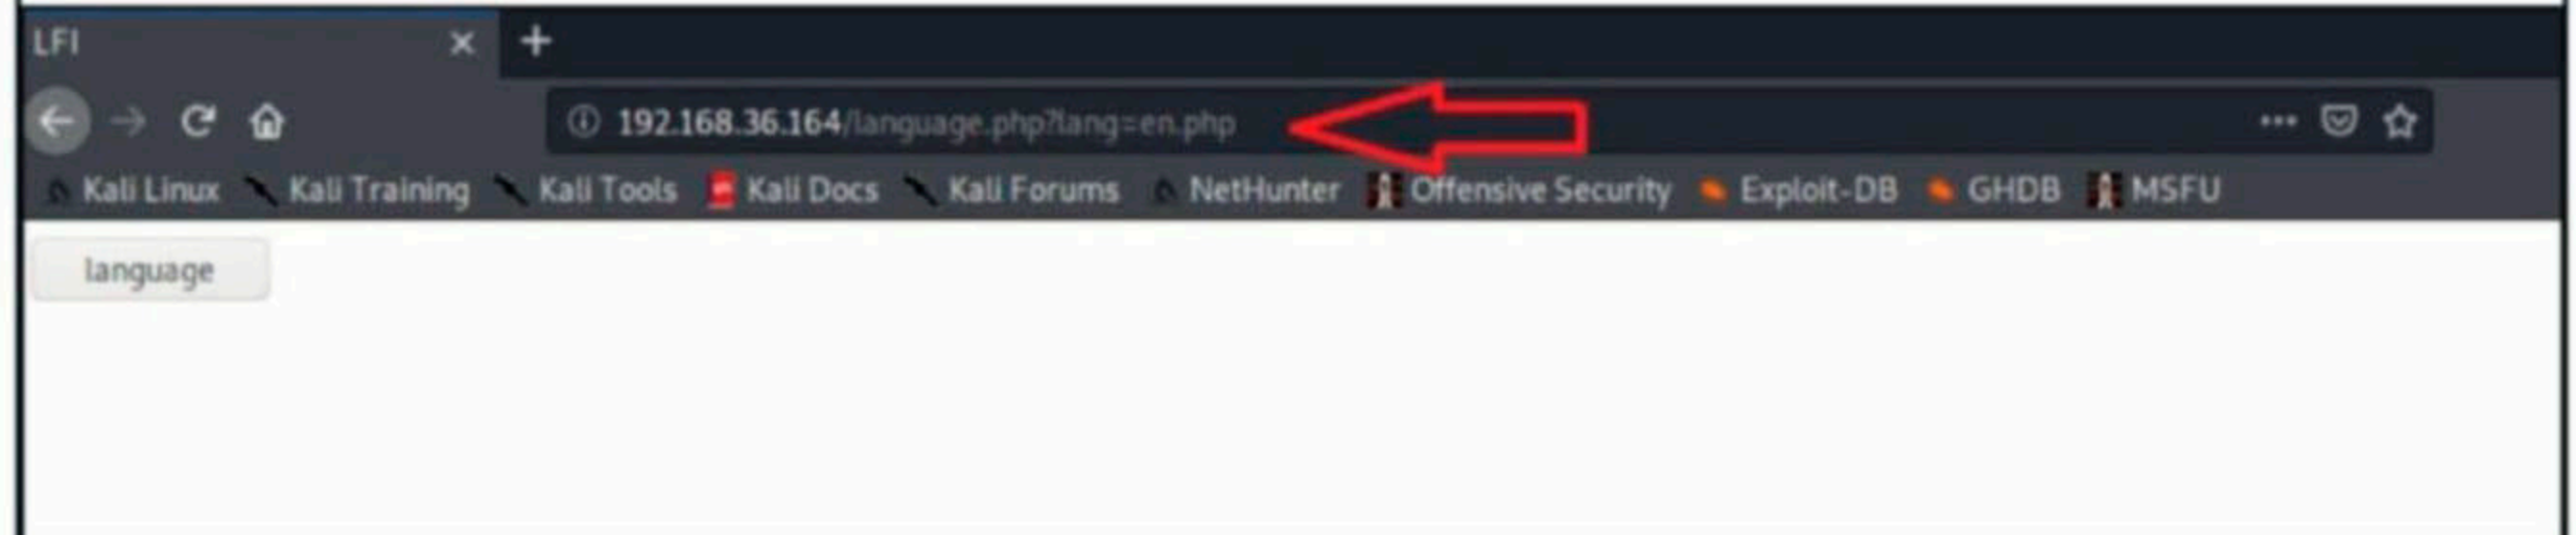 LFI
192.168.36.164/language.php?lang=en.php
Kali Linux Kali Training Kali Tools Kali Docs Kali Forums NetHunter Offensive Security Exploit-DB GHDB MSFU
language